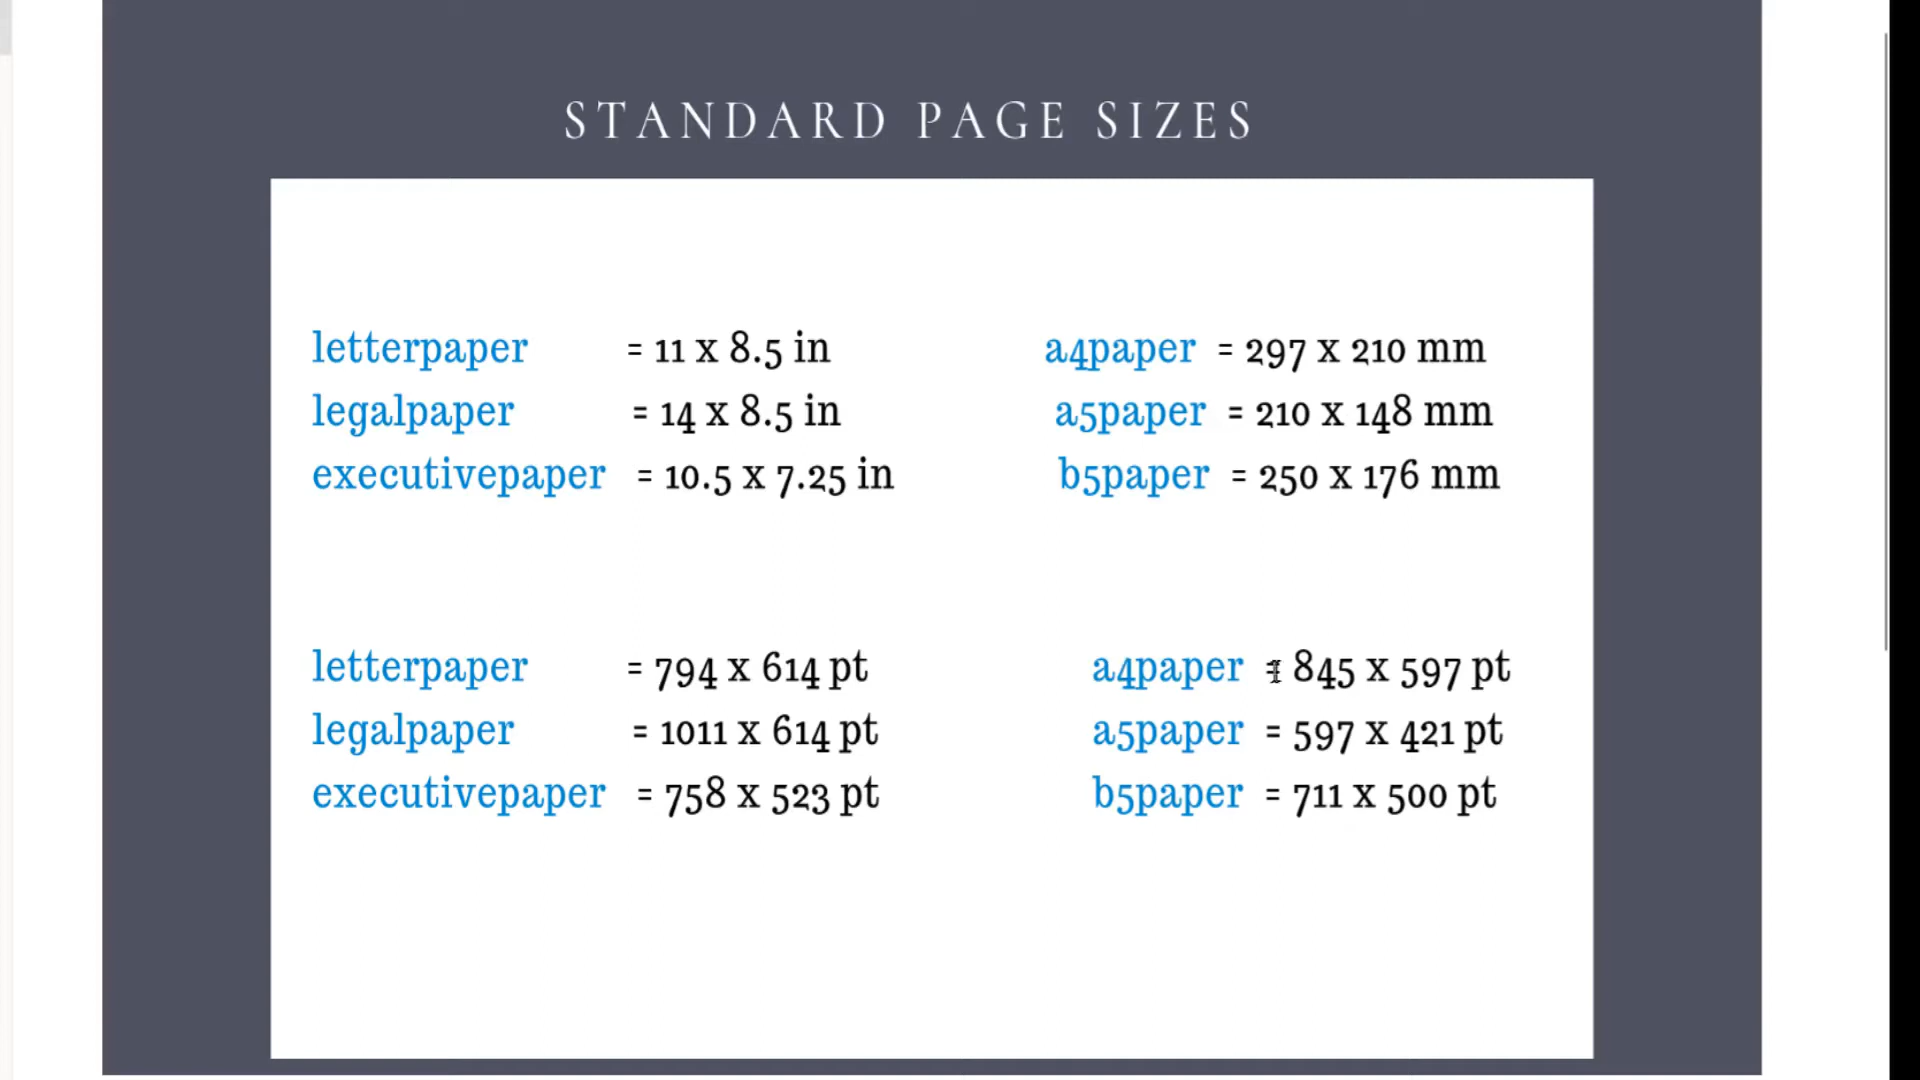 STANDARD PAGE SIZES
letterpaper = 11 x 8.5 in
legalpaper = 14 x 8.5 in
executivepaper = 10.5 x 7.25 in
a4paper = 297 x 210 mm
a5paper = 210 x 148 mm
b5paper = 250 x 176 mm
letterpaper = 794 x 614 pt
legalpaper = 1011 x 614 pt
executivepaper = 758 x 523 pt
a4paper = 845 x 597 pt
a5paper = 597 x 421 pt
b5paper = 711 x 500 pt